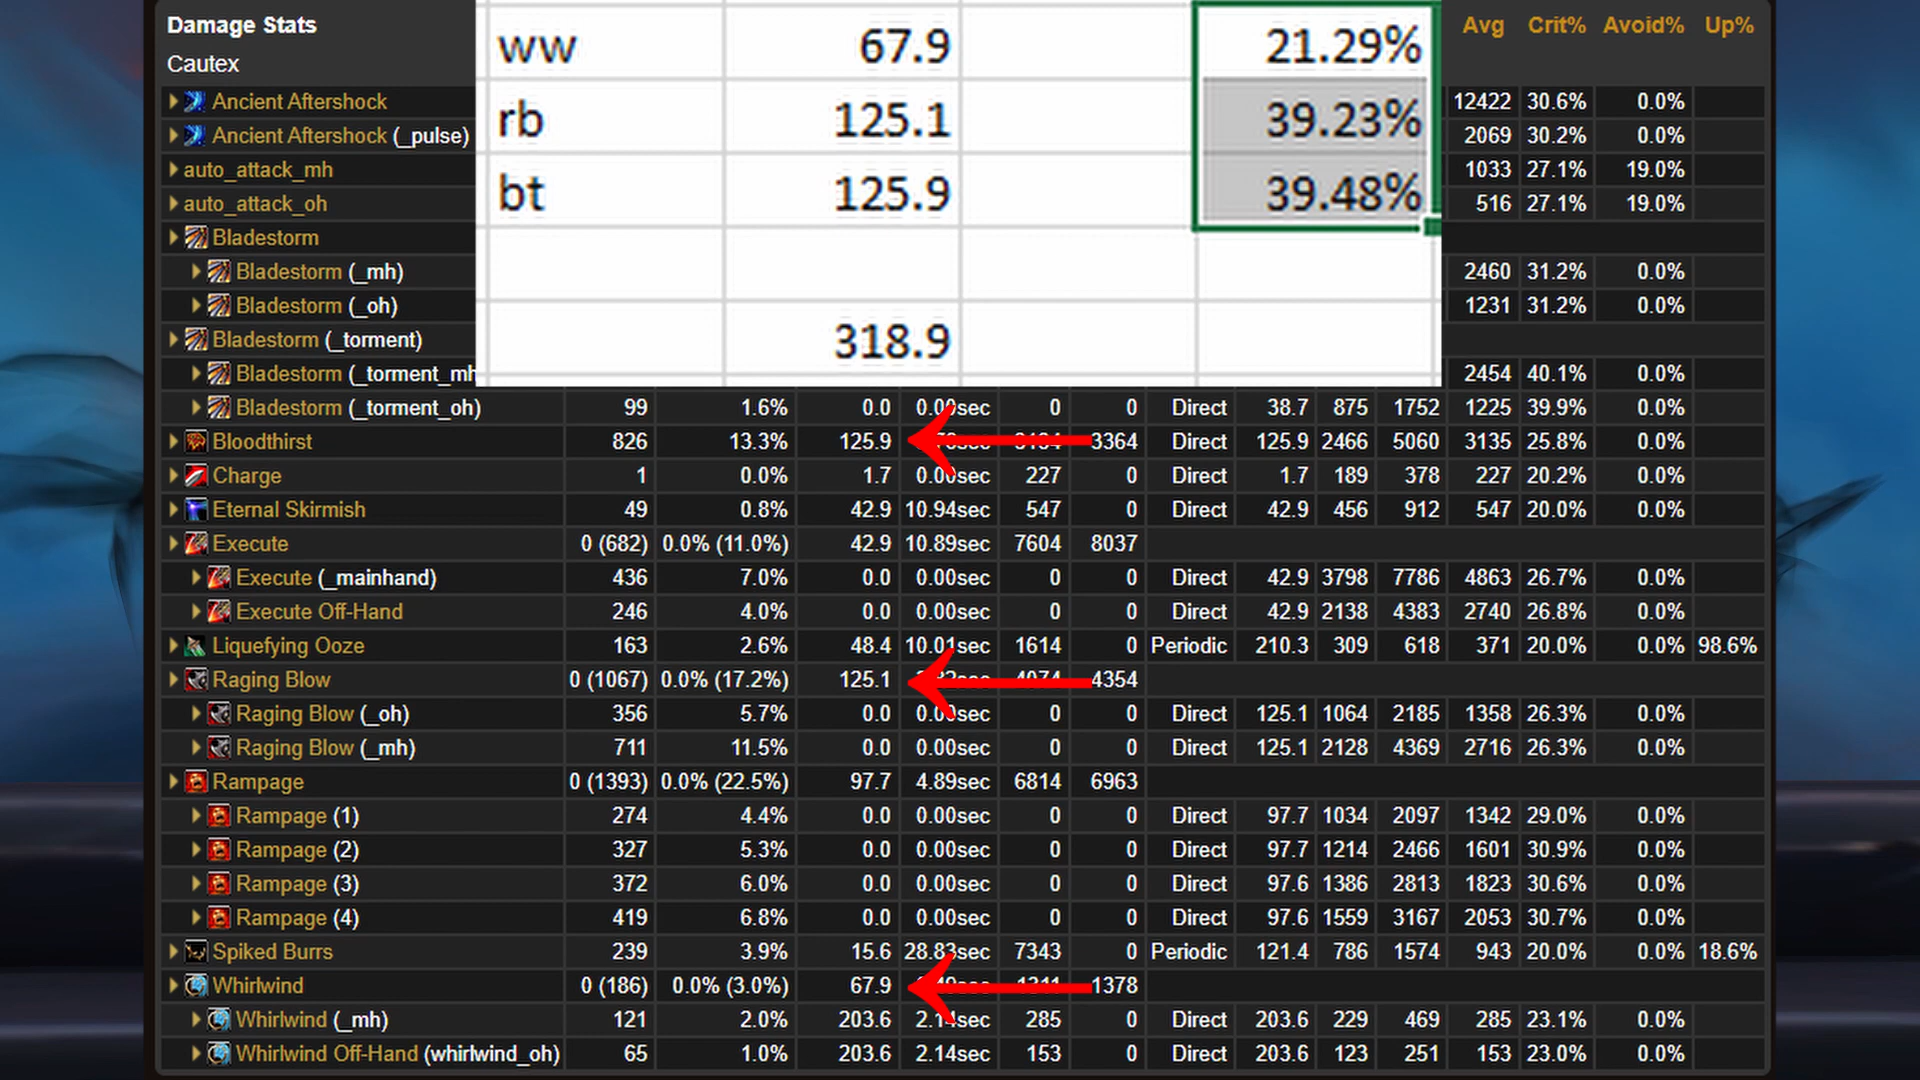 Damage Stats
Cautex
Avg Crit% Avoid% Up%
ww 67.9 21.29%
rb 125.1 39.23%
bt 125.9 39.48%
318.9
Ancient Aftershock 12422 30.6% 0.0%
Ancient Aftershock (_pulse) 2069 30.2% 0.0%
auto_attack_mh 1033 27.1% 19.0%
auto_attack_oh 516 27.1% 19.0%
Bladestorm
Bladestorm (_mh) 2460 31.2% 0.0%
Bladestorm (_oh) 1231 31.2% 0.0%
Bladestorm (_torment)
Bladestorm (_torment_mh 2454 40.1% 0.0%
Bladestorm (_torment_oh) 99 1.6% 0.0 0.00sec 0 0 Direct 38.7 875 1752 1225 39.9% 0.0%
Bloodthirst 826 13.3% 125.9 3364 Direct 125.9 2466 5060 3135 25.8% 0.0%
Charge 1 0.0% 1.7 0.00sec 227 0 Direct 1.7 189 378 227 20.2% 0.0%
Eternal Skirmish 49 0.8% 42.9 10.94sec 547 0 Direct 42.9 456 912 547 20.0% 0.0%
Execute 0 (682) 0.0% (11.0%) 42.9 10.89sec 7604 8037
Execute (_mainhand) 436 7.0% 0.0 0.00sec 0 0 Direct 42.9 3798 7786 4863 26.7% 0.0%
Execute Off-Hand 246 4.0% 0.0 0.00sec 0 0 Direct 42.9 2138 4383 2740 26.8% 0.0%
Liquefying Ooze 163 2.6% 48.4 10.01sec 1614 0 Periodic 210.3 309 618 371 20.0% 0.0% 98.6%
Raging Blow 0 (1067) 0.0% (17.2%) 125.1 4354
Raging Blow (_oh) 356 5.7% 0.0 0.00sec 0 0 Direct 125.1 1064 2185 1358 26.3% 0.0%
Raging Blow (_mh) 711 11.5% 0.0 0.00sec 0 0 Direct 125.1 2128 4369 2716 26.3% 0.0%
Rampage 0 (1393) 0.0% (22.5%) 97.7 4.89sec 6814 6963
Rampage (1) 274 4.4% 0.0 0.00sec 0 0 Direct 97.7 1034 2097 1342 29.0% 0.0%
Rampage (2) 327 5.3% 0.0 0.00sec 0 0 Direct 97.7 1214 2466 1601 30.9% 0.0%
Rampage (3) 372 6.0% 0.0 0.00sec 0 0 Direct 97.6 1386 2813 1823 30.6% 0.0%
Rampage (4) 419 6.8% 0.0 0.00sec 0 0 Direct 97.6 1559 3167 2053 30.7% 0.0%
Spiked Burrs 239 3.9% 15.6 28.83sec 7343 0 Periodic 121.4 786 1574 943 20.0% 0.0% 18.6%
Whirlwind 0 (186) 0.0% (3.0%) 67.9 1378
Whirlwind (_mh) 121 2.0% 203.6 2.14sec 285 0 Direct 203.6 229 469 285 23.1% 0.0%
Whirlwind Off-Hand (whirlwind_oh) 65 1.0% 203.6 2.14sec 153 0 Direct 203.6 123 251 153 23.0% 0.0%